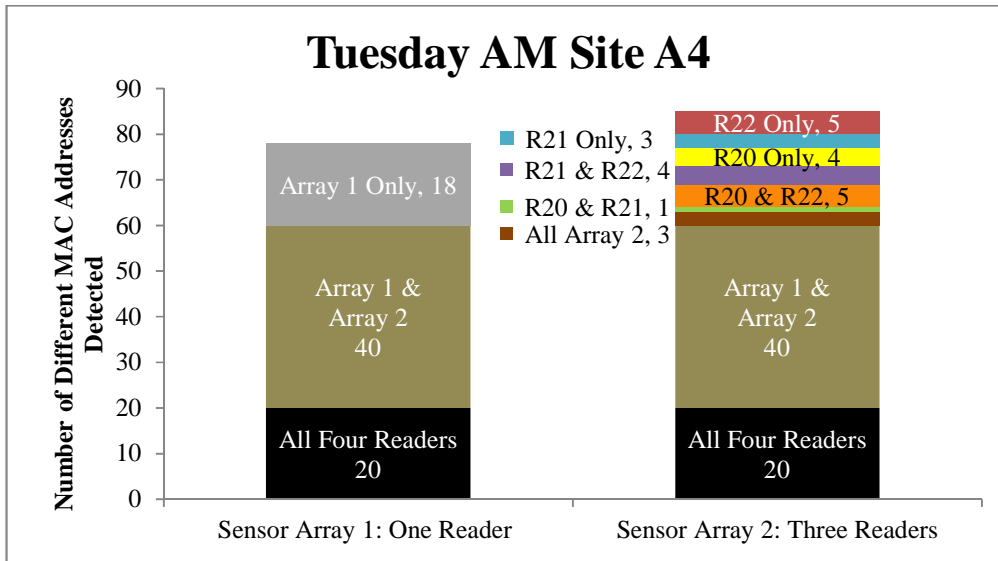 Tuesday AM Site A4
Number of Different MAC Addresses
Detected
90
80
70
60
50
40
30
20
10
0
Array 1 Only, 18
Array 1 &
Array 2
40
All Four Readers
20
R21 Only, 3
R21 & R22, 4
R20 & R21, 1
All Array 2, 3
R22 Only, 5
R20 Only, 4
R20 & R22, 5
Array 1 &
Array 2
40
All Four Readers
20
Sensor Array 1: One Reader
Sensor Array 2: Three Readers